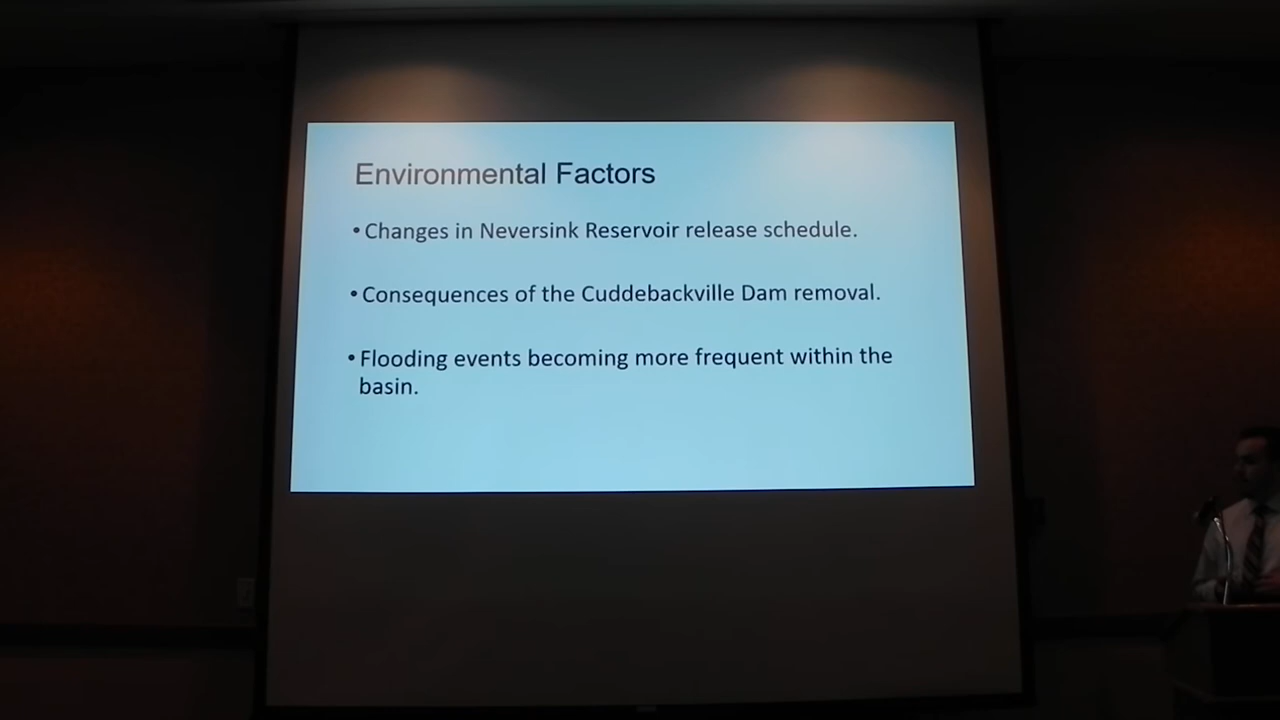 Environmental Factors
• Changes in Neversink Reservoir release schedule.
• Consequences of the Cuddebackville Dam removal.
• Flooding events becoming more frequent within the
basin.